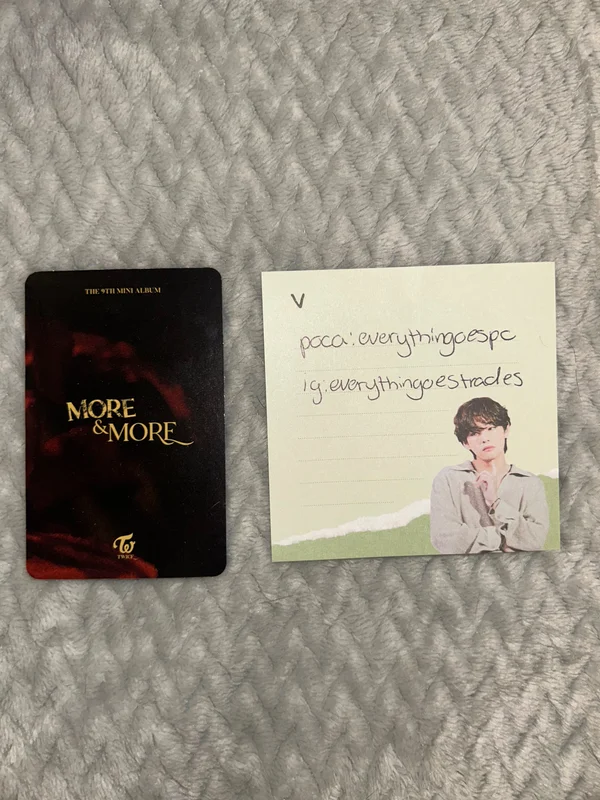 THE 9TH MINI ALBUM
MORE
&MORE
TWICE
V
poca: everythingoespc
ig: everythingoestrades